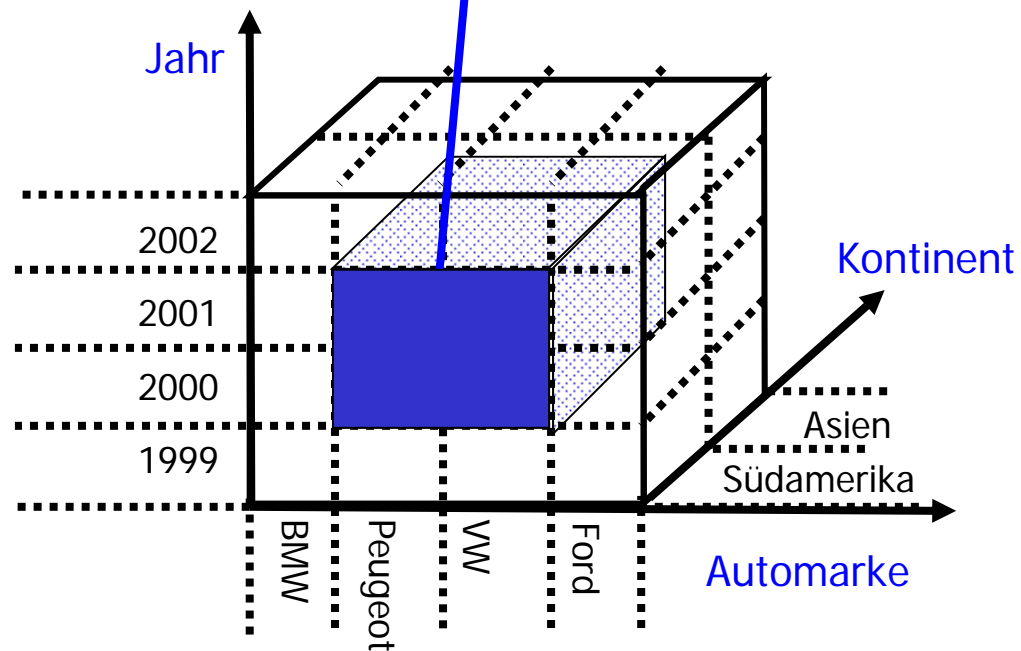 Jahr
2002
2001
2000
1999
Kontinent
Asien
Südamerika
BMW
Peugeot
VW
Ford
Automarke